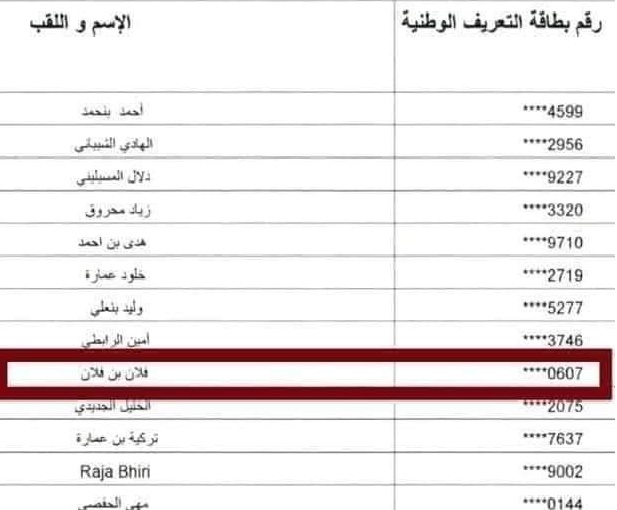 رقم بطاقة التعريف الوطنية الإسم و اللقب
****4599 أحمد بنحمد
****2956 الهادي الشيباني
****9227 دلال المسيليني
****3320 زياد محروق
****9710 هدى بن احمد
****2719 خلود عمارة
****5277 وليد بنعلي
****3746 أمين الرابطي
****0607 فلان بن فلان
****2075 الخليل الجديدي
****7637 تركية بن عمارة
****9002 Raja Bhiri
****0144 مهى الحفصي